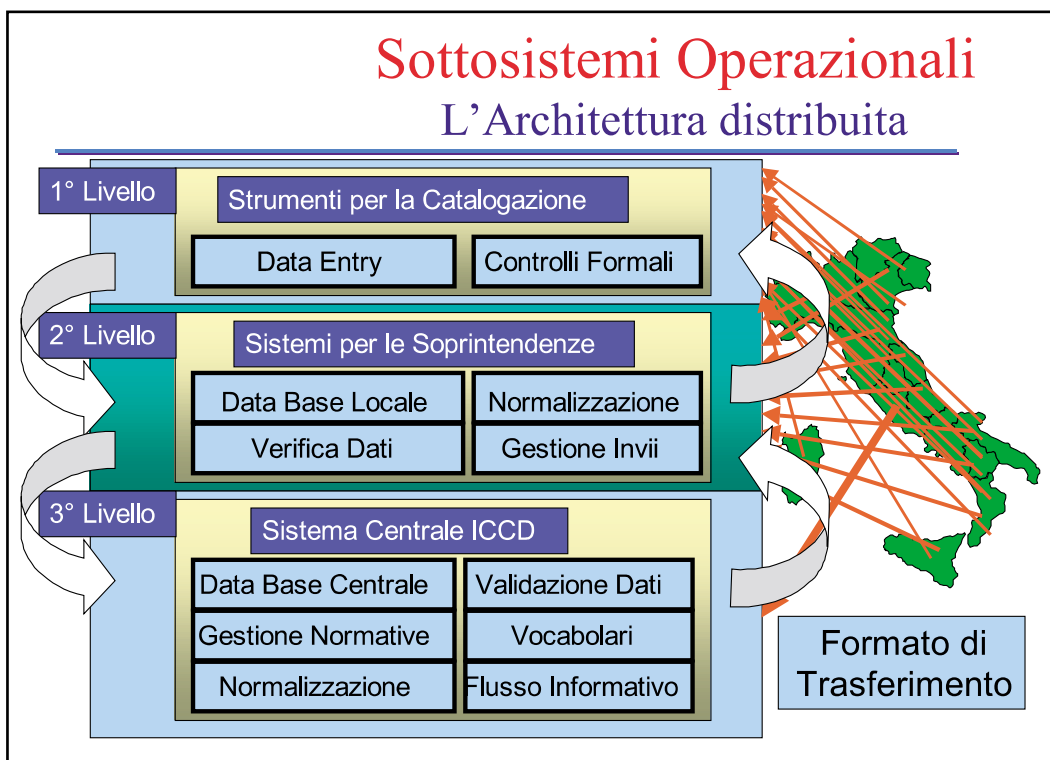 Sottosistemi Operazionali
L'Architettura distribuita
1° Livello
Strumenti per la Catalogazione
Data Entry
Controlli Formali
2° Livello
Sistemi per le Soprintendenze
Data Base Locale
Normalizzazione
Verifica Dati
Gestione Invii
3° Livello
Sistema Centrale ICCD
Data Base Centrale
Validazione Dati
Gestione Normative
Vocabolari
Normalizzazione
Flusso Informativo
Formato di
Trasferimento